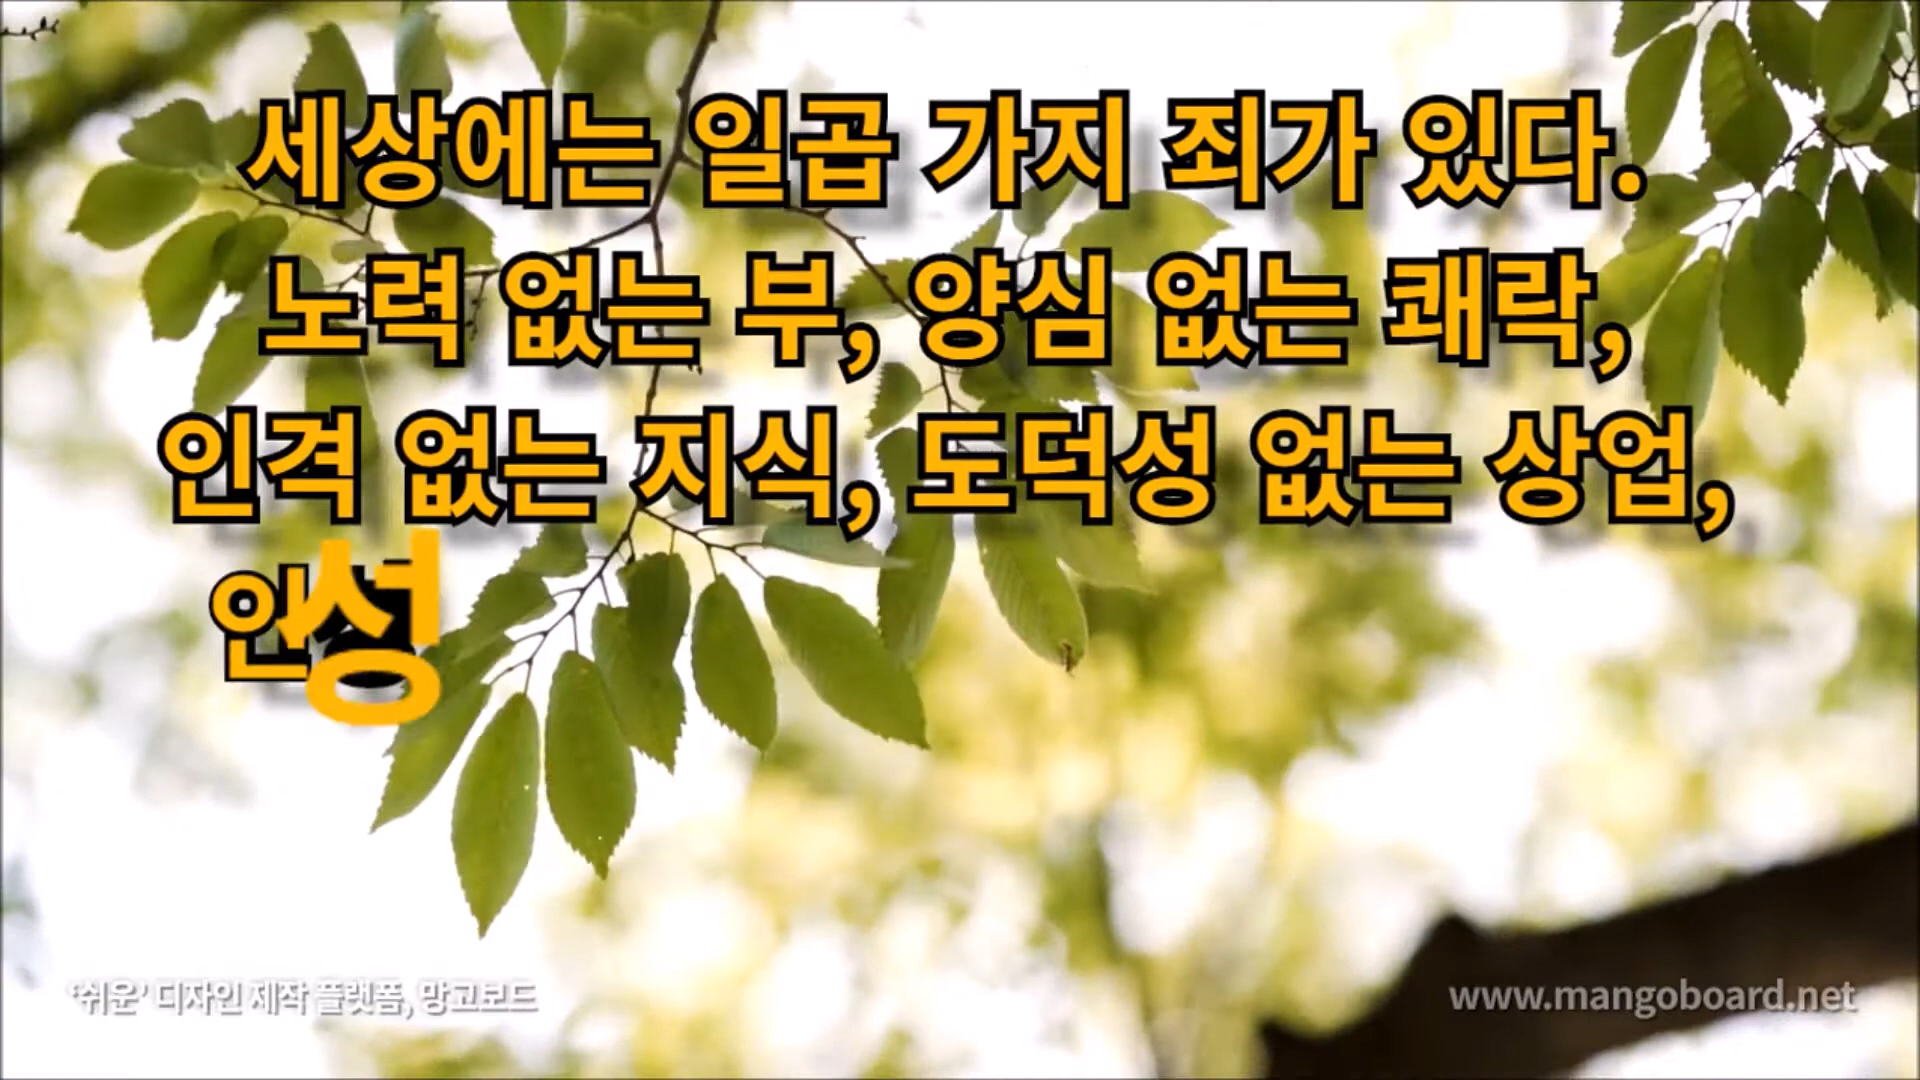 세상에는 일곱 가지 죄가 있다.
노력 없는 부, 양심 없는 쾌락,
인격 없는 지식, 도덕성 없는 상업,
인성
'쉬운' 디자인 제작 플랫폼, 망고보드
www.mangoboard.net